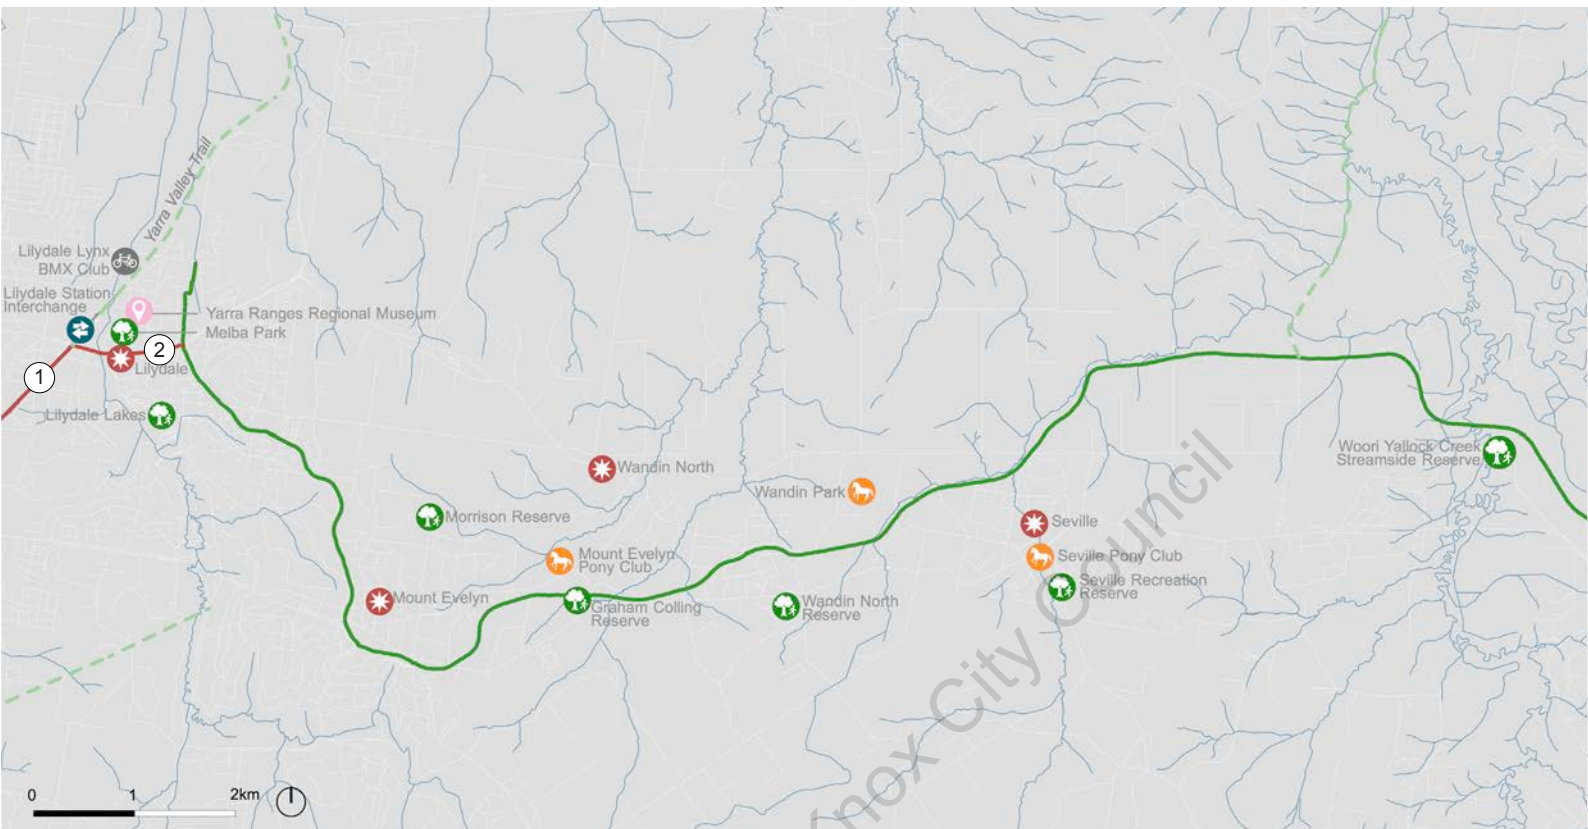 Yarra Valley Trail
Lilydale Lynx
BMX Club
Lilydale Station
Interchange
Yarra Ranges Regional Museum
Melba Park
2
1
Lilydale
Lilydale Lakes
Woori Yallock Creek
Streamside Reserve
Wandin North
Wandin Park
Morrison Reserve
Seville
Mount Evelyn
Pony Club
Seville Pony Club
Mount Evelyn
Graham Colling
Reserve
Wandin North
Reserve
Seville Recreation
Reserve
Knox City Council
0 1 2km